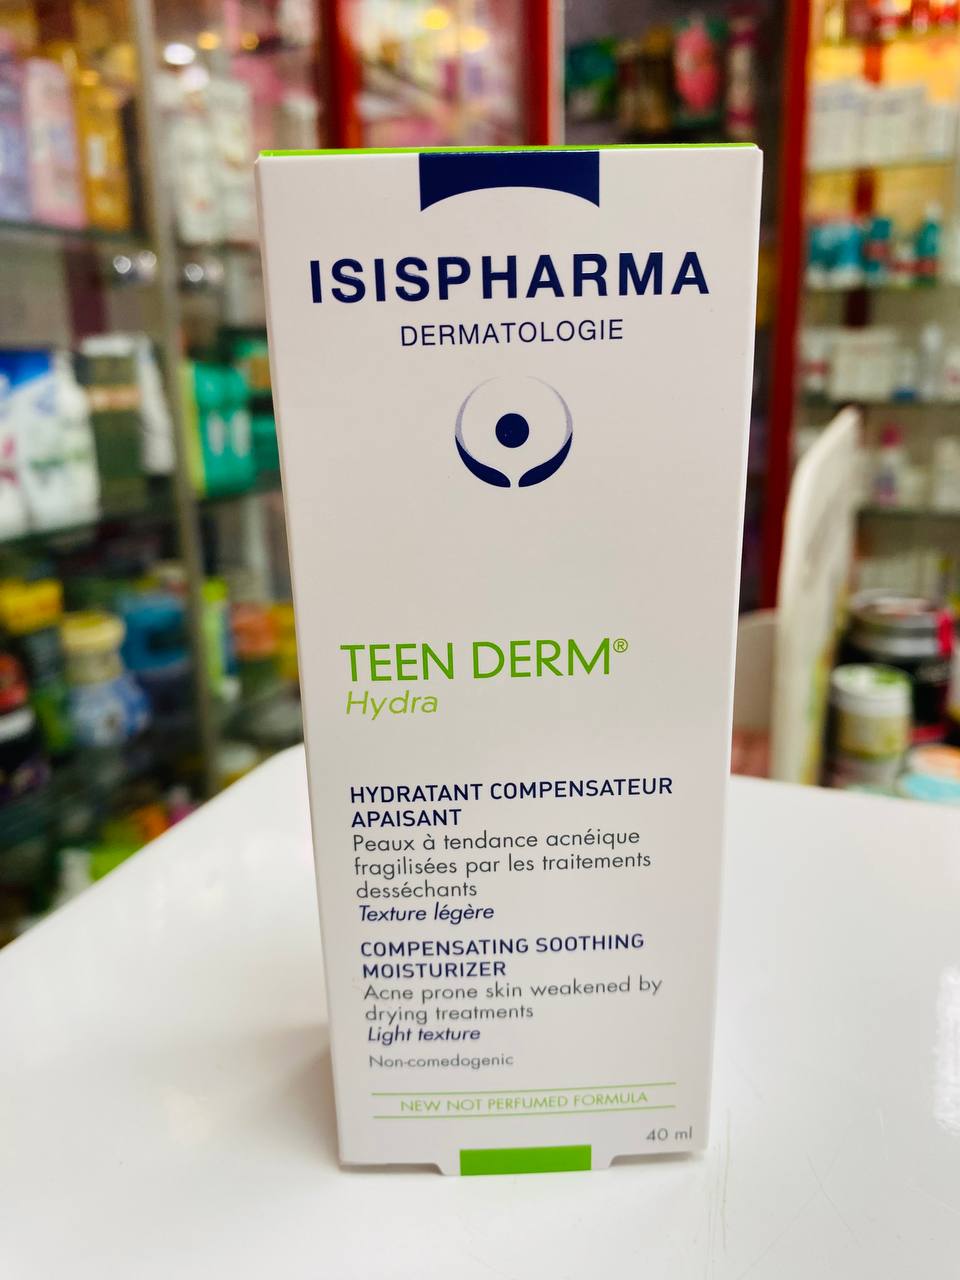 ISISPHARMA
DERMATOLOGIE
TEEN DERM®
Hydra
HYDRATANT COMPENSATEUR
APAISANT
Peaux à tendance acnéique
fragilisées par les traitements
desséchants
Texture légère
COMPENSATING SOOTHING
MOISTURIZER
Acne prone skin weakened by
drying treatments
Light texture
Non-comedogenic
NEW NOT PERFUMED FORMULA
40 ml